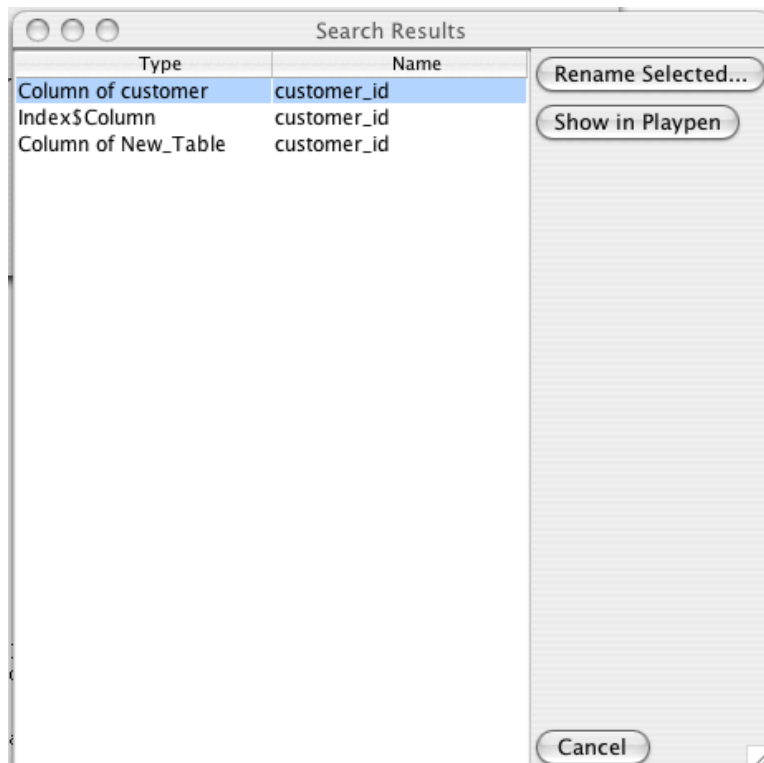 Search Results
Type Name
Column of customer customer_id
Index$Column customer_id
Column of New_Table customer_id
Rename Selected...
Show in Playpen
Cancel